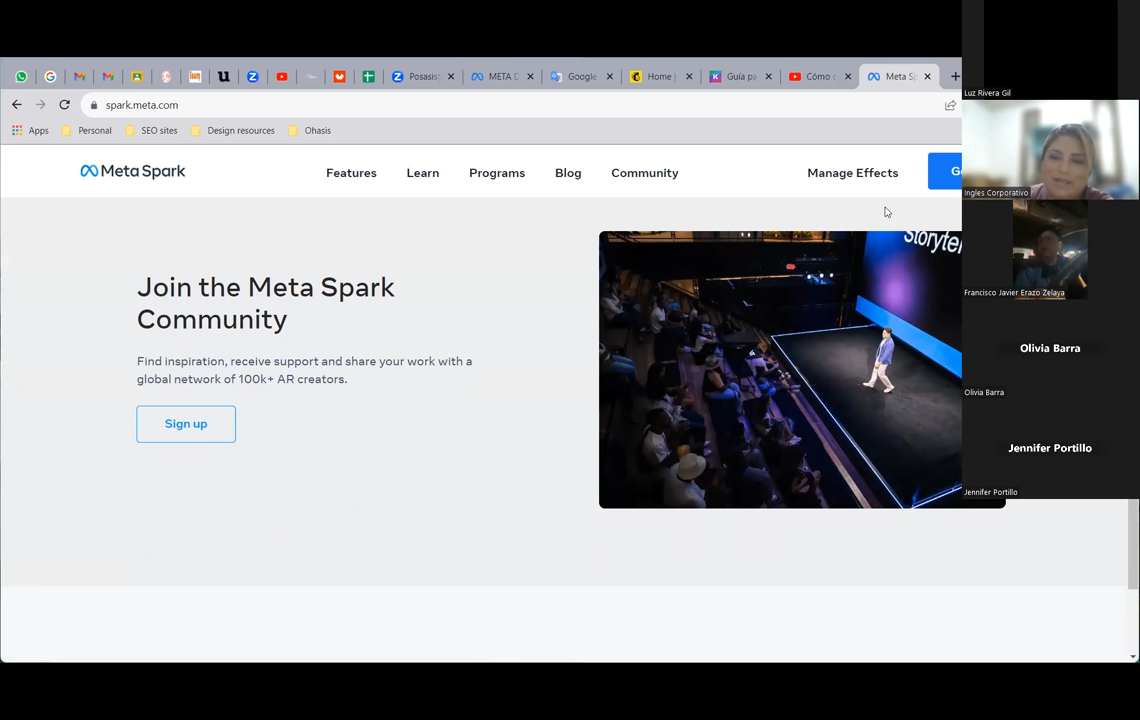 Luz Rivera Gil
Posasist
META D
Google
Home |
Guía pa
Cómo c
Meta Sp
spark.meta.com
Apps
Personal
SEO sites
Design resources
Ohasis
Ingles Corporativo
Meta Spark
Features
Learn
Programs
Blog
Community
Manage Effects
G
Storytel
Join the Meta Spark
Community
Find inspiration, receive support and share your work with a
global network of 100k+ AR creators.
Sign up
Francisco Javier Erazo Zelaya
Olivia Barra
Olivia Barra
Jennifer Portillo
Jennifer Portillo